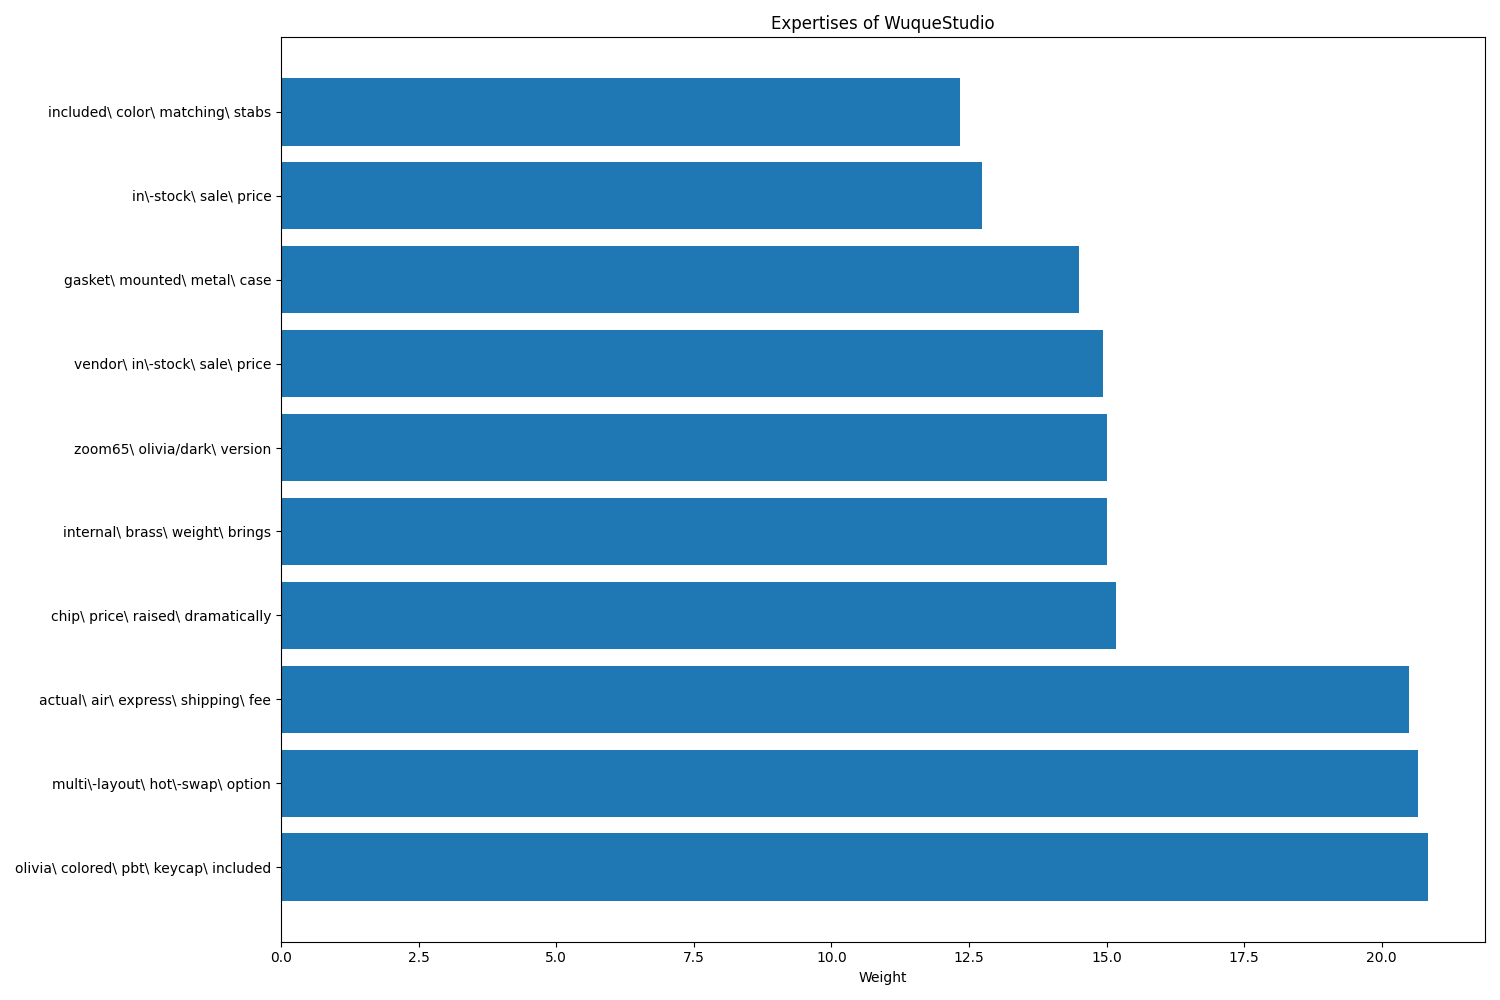 Expertises of WuqueStudio
included\ color\ matching\ stabs
in\-stock\ sale\ price
gasket\ mounted\ metal\ case
vendor\ in\-stock\ sale\ price
zoom65\ olivia/dark\ version
internal\ brass\ weight\ brings
chip\ price\ raised\ dramatically
actual\ air\ express\ shipping\ fee
multi\-layout\ hot\-swap\ option
olivia\ colored\ pbt\ keycap\ included
0.0 2.5 5.0 7.5 10.0 12.5 15.0 17.5 20.0
Weight